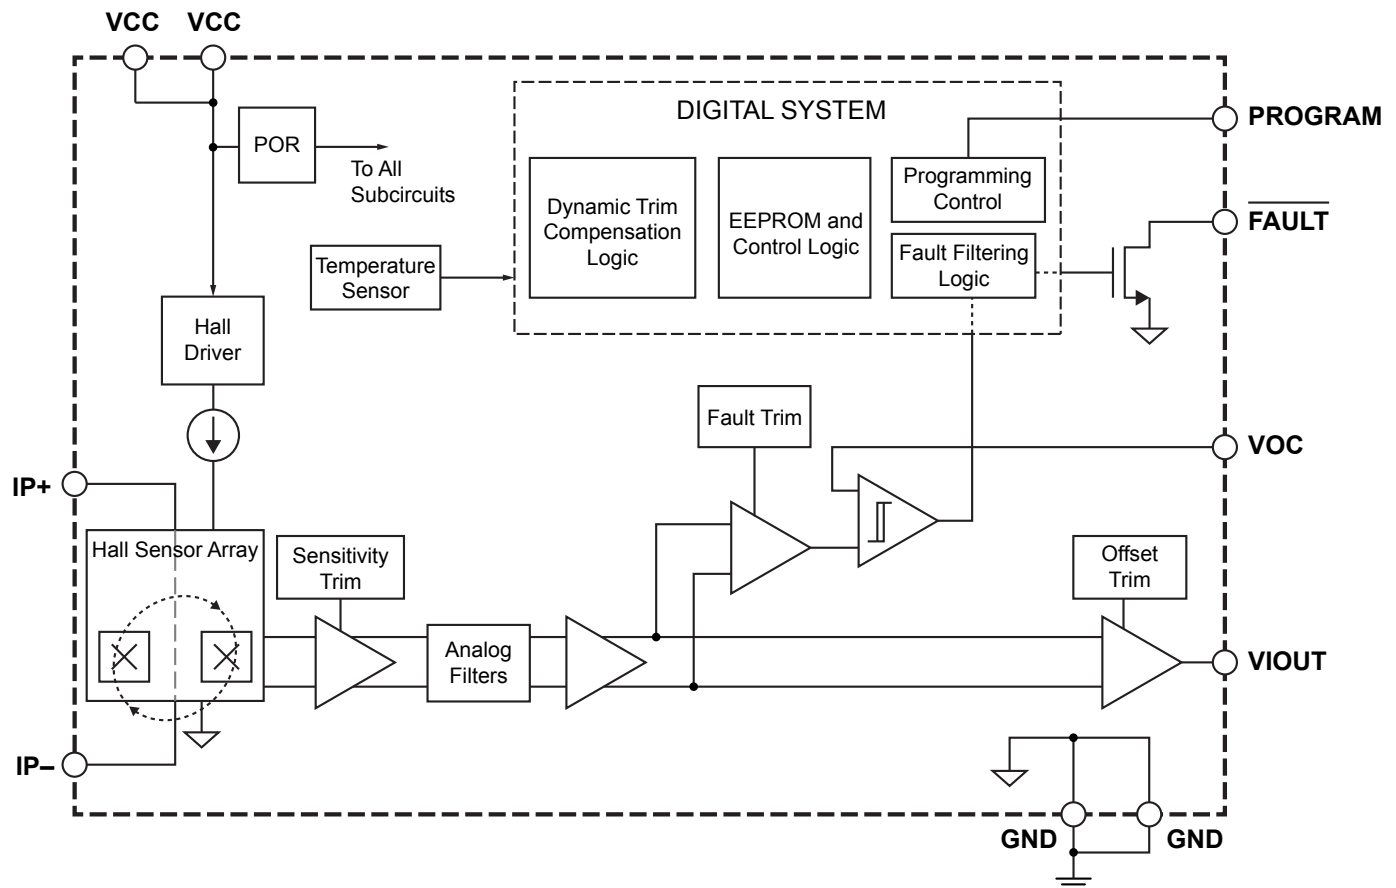 VCC
VCC
DIGITAL SYSTEM
PROGRAM
POR
To All
Subcircuits
Dynamic Trim
Compensation
Logic
EEPROM and
Control Logic
Programming
Control
FAULT
Fault Filtering
Logic
Temperature
Sensor
Hall
Driver
Fault Trim
VOC
IP+
Hall Sensor Array
Sensitivity
Trim
Offset
Trim
Analog
Filters
VIOUT
IP–
GND
GND